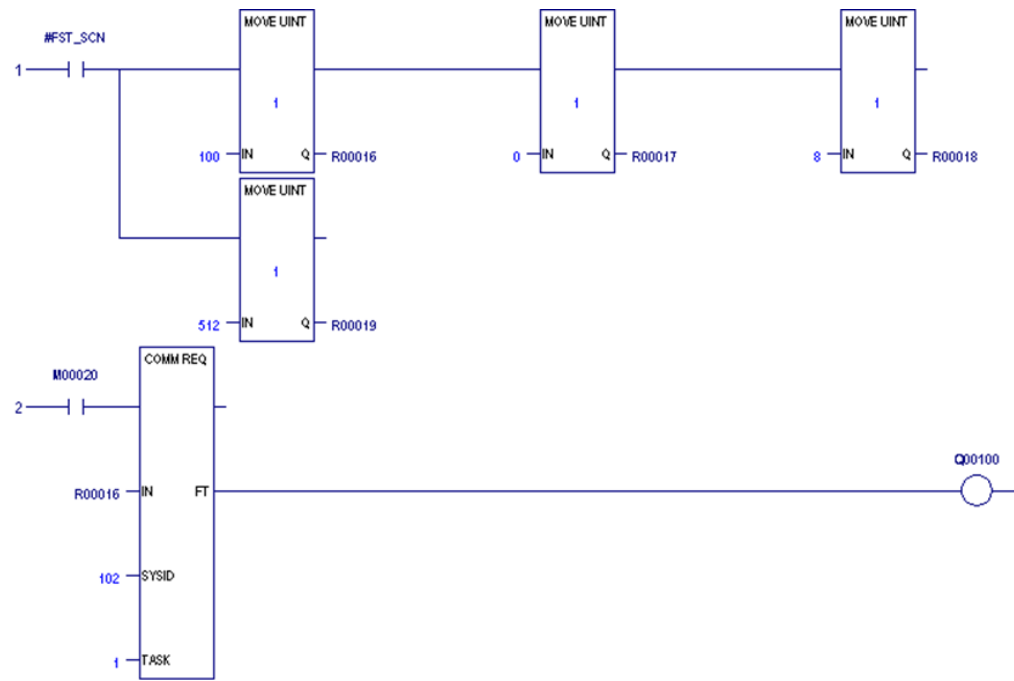 MOVE UINT MOVE UINT MOVE UINT
#FST_SCN
1
1 1 1
100 IN Q R00016 0 IN Q R00017 8 IN Q R00018
MOVE UINT
1
512 IN Q R00019
COMM REQ
M00020
2
Q00100
R00016 IN FT
102 SYSID
1 TASK